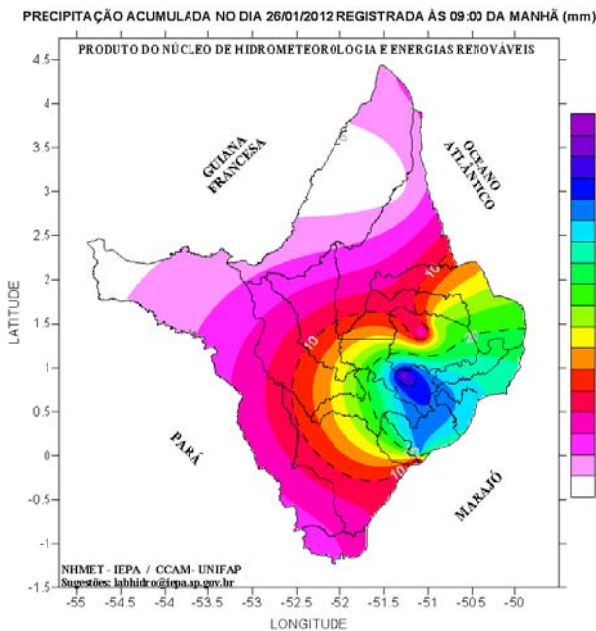 PRECIPITAÇÃO ACUMULADA NO DIA 26/01/2012 REGISTRADA ÀS 09:00 DA MANHÃ (mm)
PRODUTO DO NÚCLEO DE HIDROMETEOROLOGIA E ENERGIAS RENOVÁVEIS
4.5
4
3.5
3
2.5
2
1.5
1
0.5
0
-0.5
-1
-1.5
LATITUDE
GUIANA
FRANCESA
OCEANO
ATLÂNTICO
10
20
10
10
PARÁ
MARAJÓ
NHMET - IEPA / CCAM- UNIFAP
Sugestões: labhidro@iepa.ap.gov.br
-55
-54.5
-54
-53.5
-53
-52.5
-52
-51.5
-51
-50.5
-50
LONGITUDE